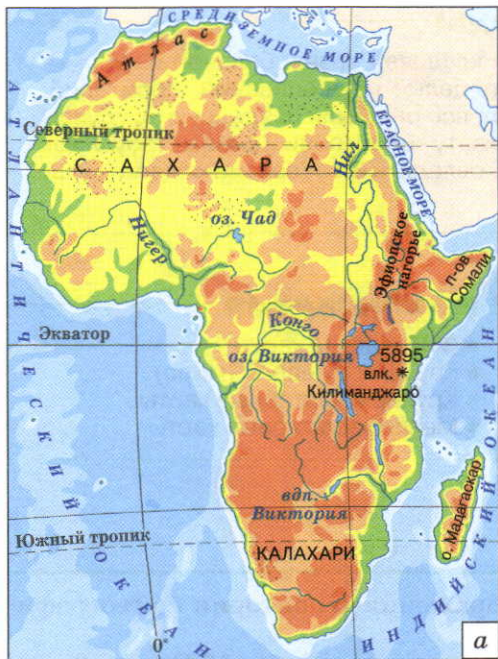 СРЕДИЗЕМНОЕ МОРЕ
Атлас
Северный тропик
САХАРА
Нил
КРАСНОЕ МОРЕ
оз. Чад
Нигер
Эфиопское
нагорье
п-ов
Сомали
АТЛАНТИЧЕСКИЙ ОКЕАН
Конго
Экватор
оз. Виктория
5895
влк.
Килиманджаро
вдп.
Виктория
о. Мадагаскар
Южный тропик
КАЛАХАРИ
ИНДИЙСКИЙ ОКЕАН
0°
а